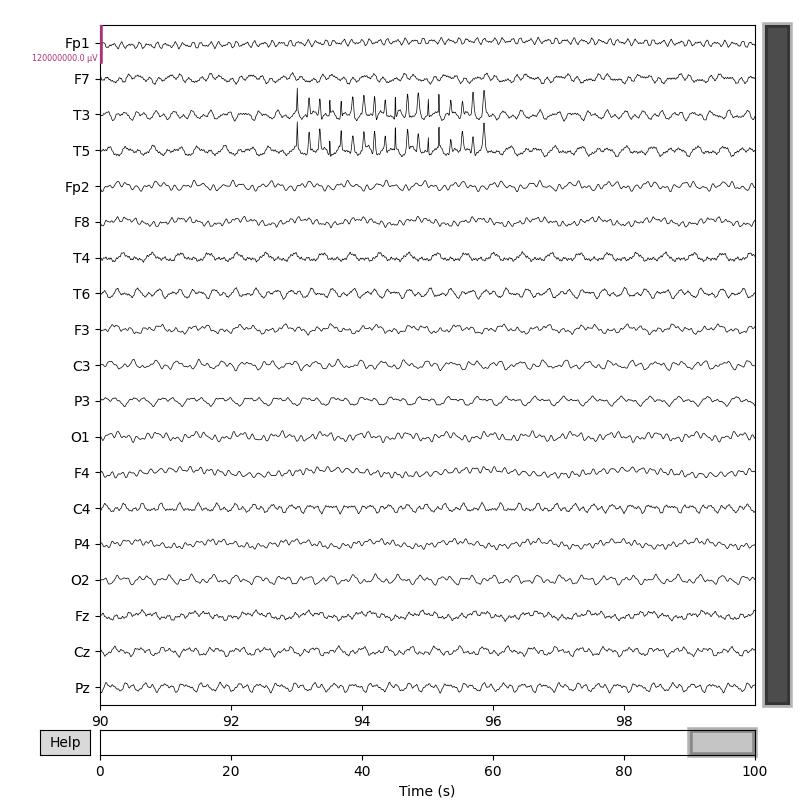 Fp1
120000000.0 µV
F7
T3
T5
Fp2
F8
T4
T6
F3
C3
P3
O1
F4
C4
P4
O2
Fz
Cz
Pz
90 92 94 96 98
Help
0 20 40 60 80 100
Time (s)